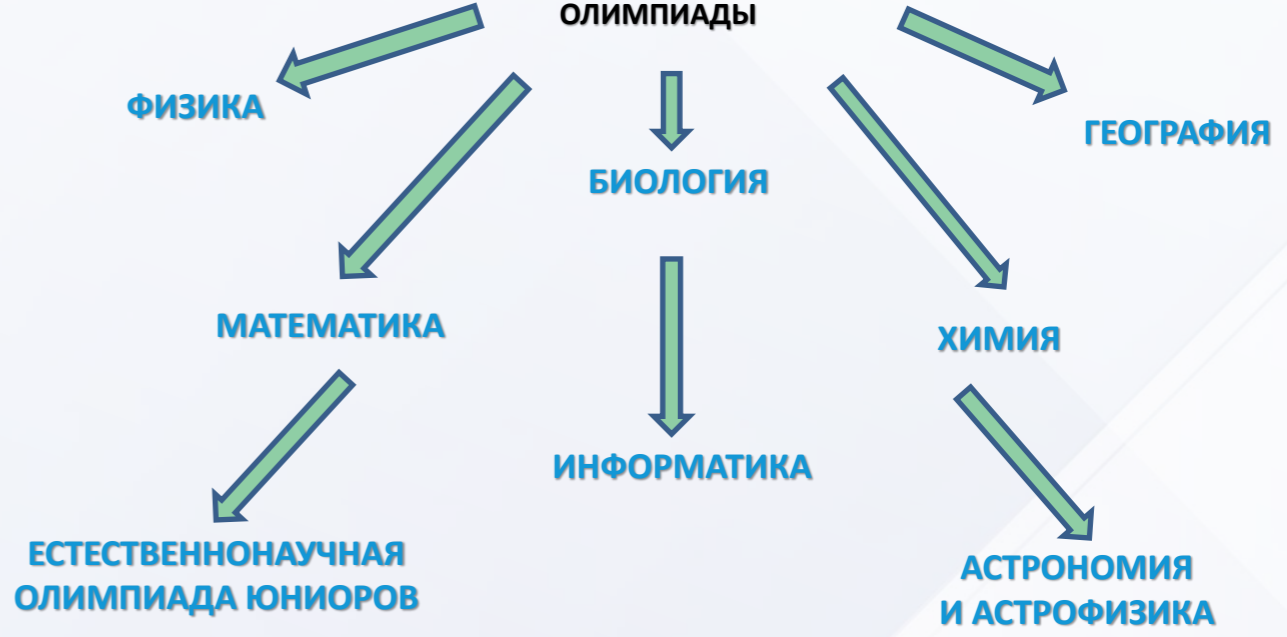 ОЛИМПИАДЫ
ФИЗИКА
ГЕОГРАФИЯ
БИОЛОГИЯ
МАТЕМАТИКА
ХИМИЯ
ИНФОРМАТИКА
ЕСТЕСТВЕННОНАУЧНАЯ
ОЛИМПИАДА ЮНИОРОВ
АСТРОНОМИЯ
И АСТРОФИЗИКА